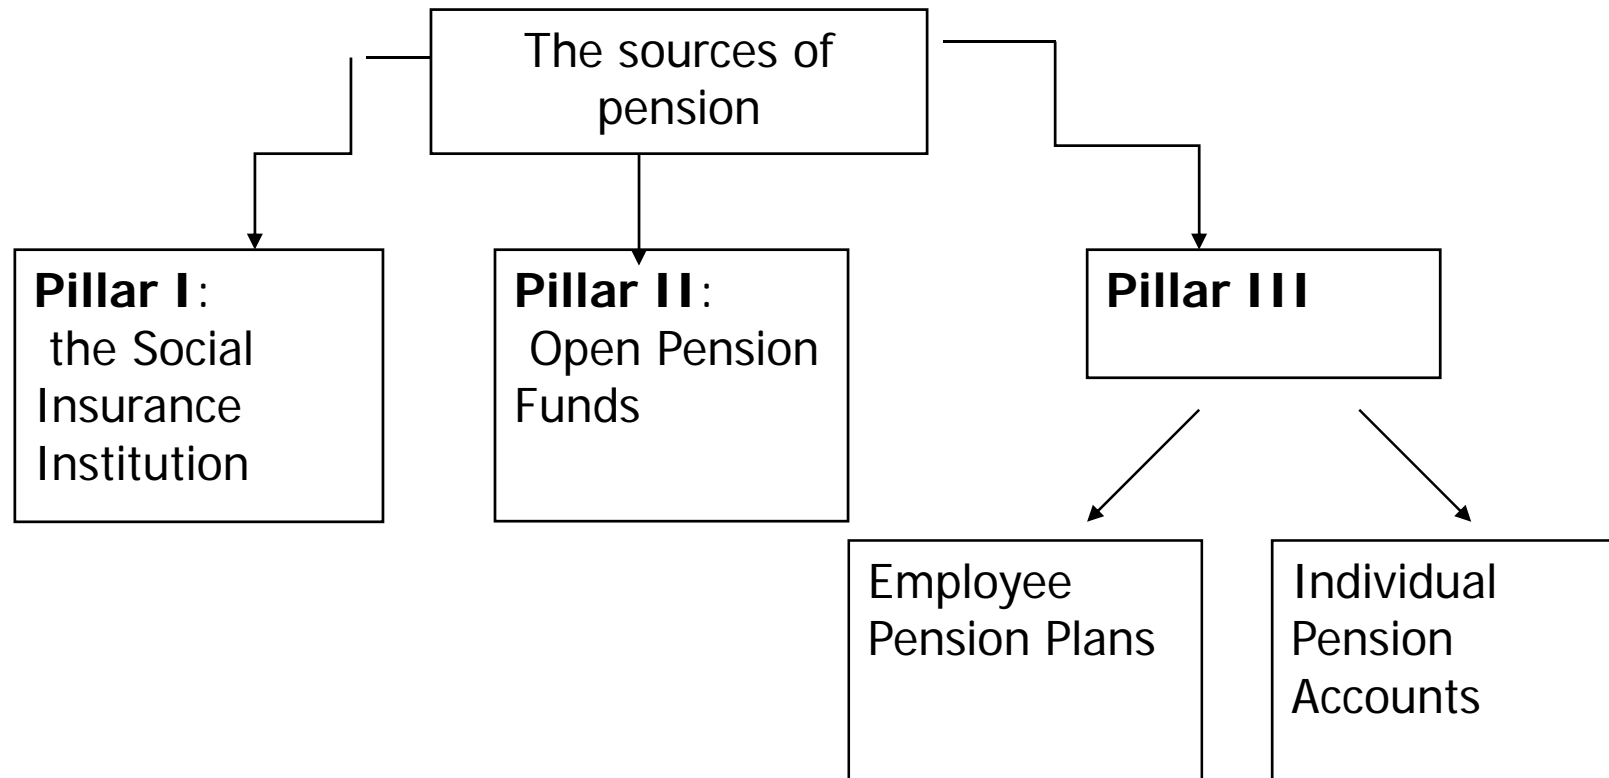 The sources of
pension
Pillar I:
the Social
Insurance
Institution
Pillar II:
Open Pension
Funds
Pillar III
Employee
Pension Plans
Individual
Pension
Accounts